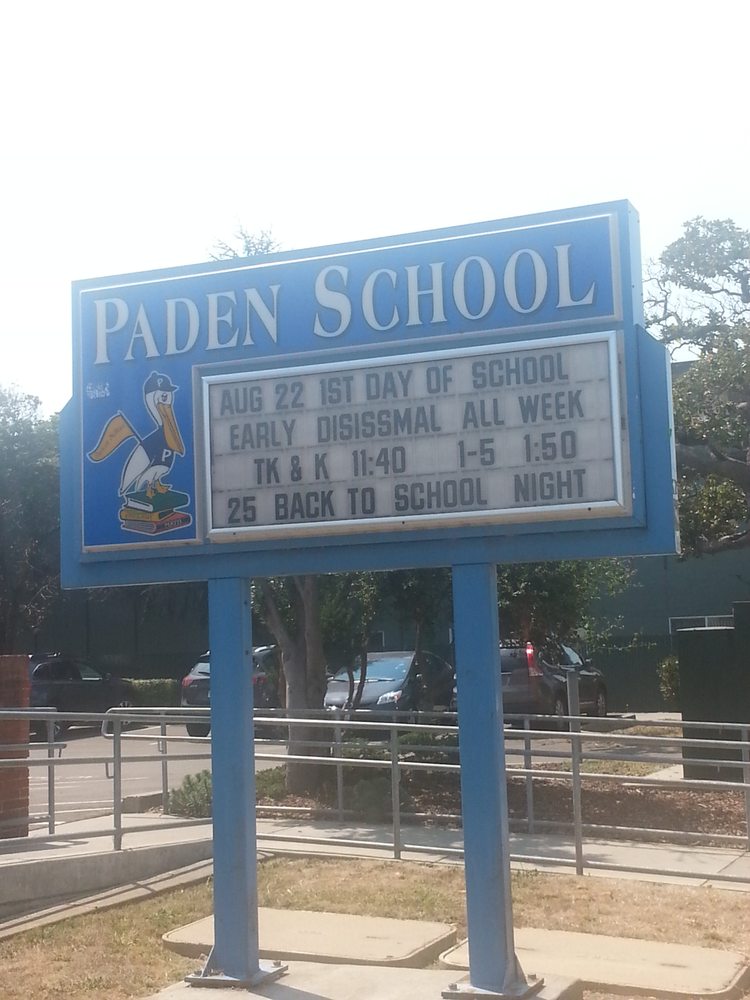 PADEN SCHOOL
AUG 22 1ST DAY OF SCHOOL
EARLY DISISSMAL ALL WEEK
TK & K 11:40 1-5 1:50
25 BACK TO SCHOOL NIGHT
P
P